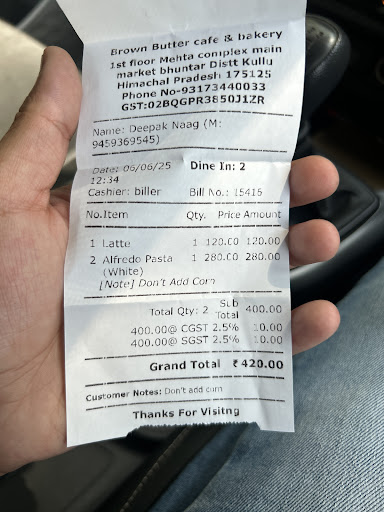 Brown Butter cafe & bakery
1st floor Mehta complex main
market bhuntar Distt Kullu
Himachal Pradesh 175125
Phone No-93173440033
GST:02BQGPR3850J1ZR
Name: Deepak Naag (M:
9459369545)
Date: 06/06/25 Dine In: 2
12:34
Cashier: biller Bill No.: 15415
No.Item Qty. Price Amount
1 Latte 1 120.00 120.00
2 Alfredo Pasta 1 280.00 280.00
(White)
[Note] Don't Add Corn
Total Qty: 2 Sub 400.00
Total
400.00@ CGST 2.5% 10.00
400.00@ SGST 2.5% 10.00
Grand Total ₹420.00
Customer Notes: Don't add corn
Thanks For Visitng